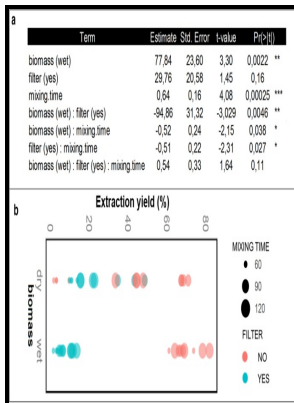 a
Term Estimate Std. Error t-value Pr(>|t|)
biomass (wet) 77,84 23,60 3,30 0,0022 **
filter (yes) 29,76 20,58 1,45 0,16
mixing.time 0,64 0,16 4,08 0,00025 ***
biomass (wet) : filter (yes) -94,86 31,32 -3,029 0,0046 **
biomass (wet) : mixing.time -0,52 0,24 -2,15 0,038 *
filter (yes) : mixing.time -0,51 0,22 -2,31 0,027 *
biomass (wet) : filter (yes) : mixing.time 0,54 0,33 1,64 0,11
b
Extraction yield (%)
0 20 40 60 80
dry
wet
biomass
MIXING TIME
60
90
120
FILTER
NO
YES